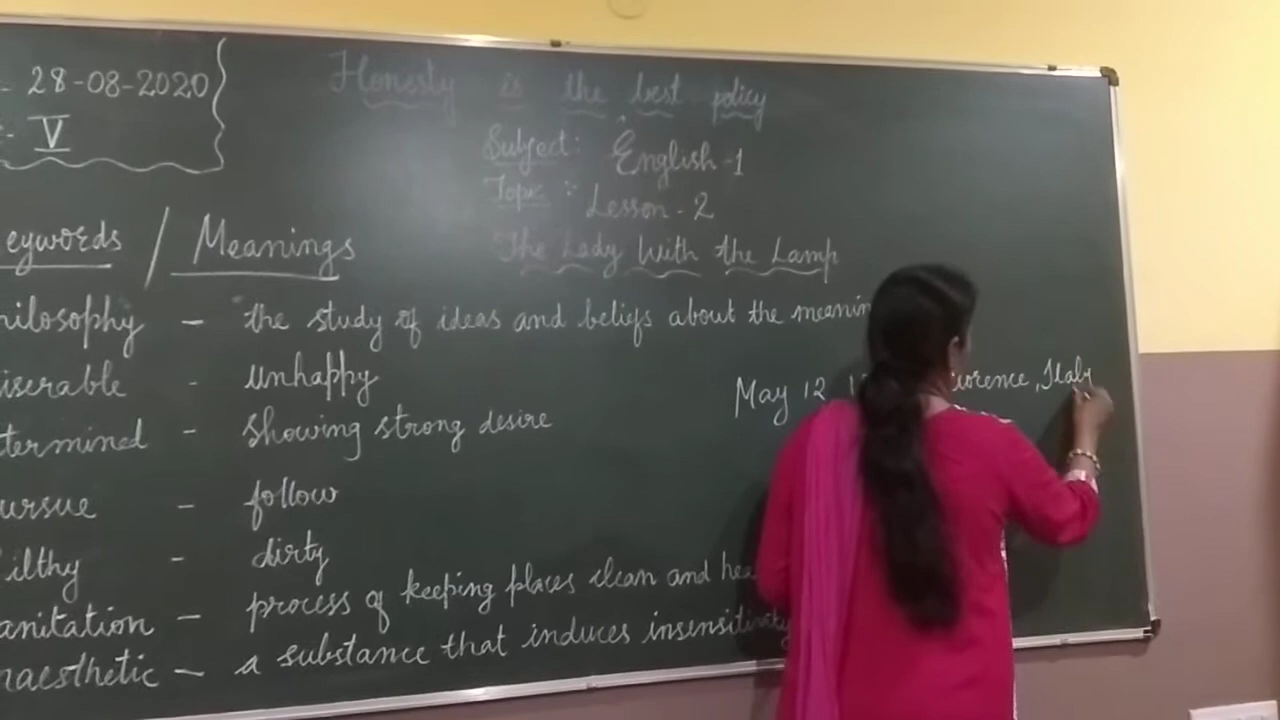 28-08-2020
V
Honesty is the best policy
Subject: English-1
Topic: Lesson-2
The Lady With the Lamp
eywords / Meanings
hilosophy - the study of ideas and beliefs about the meanin
iserable - unhappy
termined - showing strong desire
May 12 orence, Italy
ursue - follow
ilthy - dirty
anitation - process of keeping places clean and hea
naesthetic - a substance that induces insensitivity